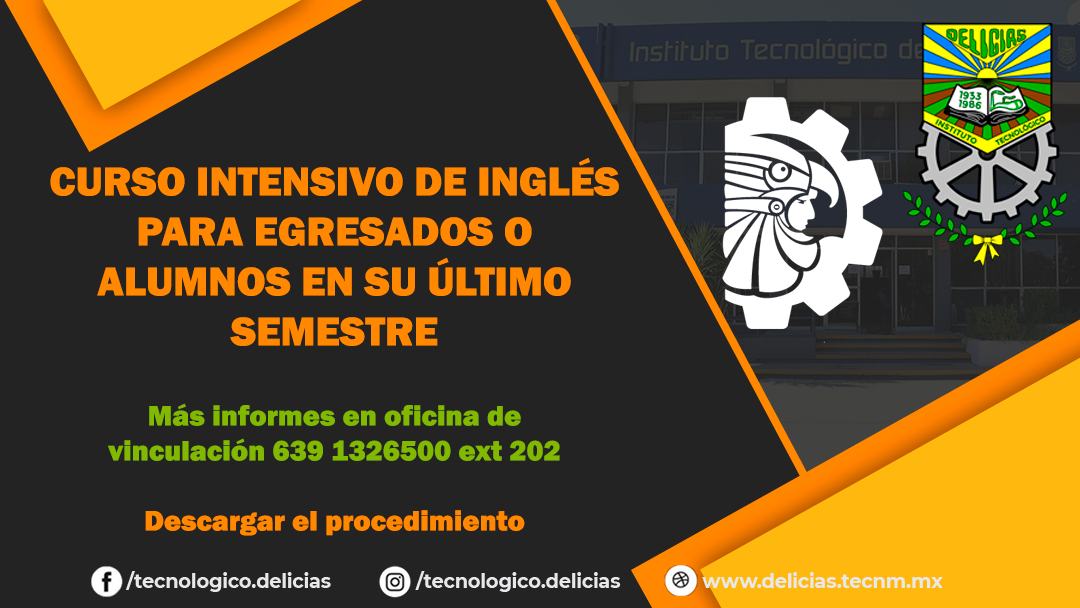 Instituto Tecnológico de
DELICIAS
1933
1986
INSTITUTO TECNOLÓGICO
CURSO INTENSIVO DE INGLÉS
PARA EGRESADOS O
ALUMNOS EN SU ÚLTIMO
SEMESTRE
Más informes en oficina de
vinculación 639 1326500 ext 202
Descargar el procedimiento
/tecnologico.delicias
/tecnologico.delicias
www.delicias.tecnm.mx